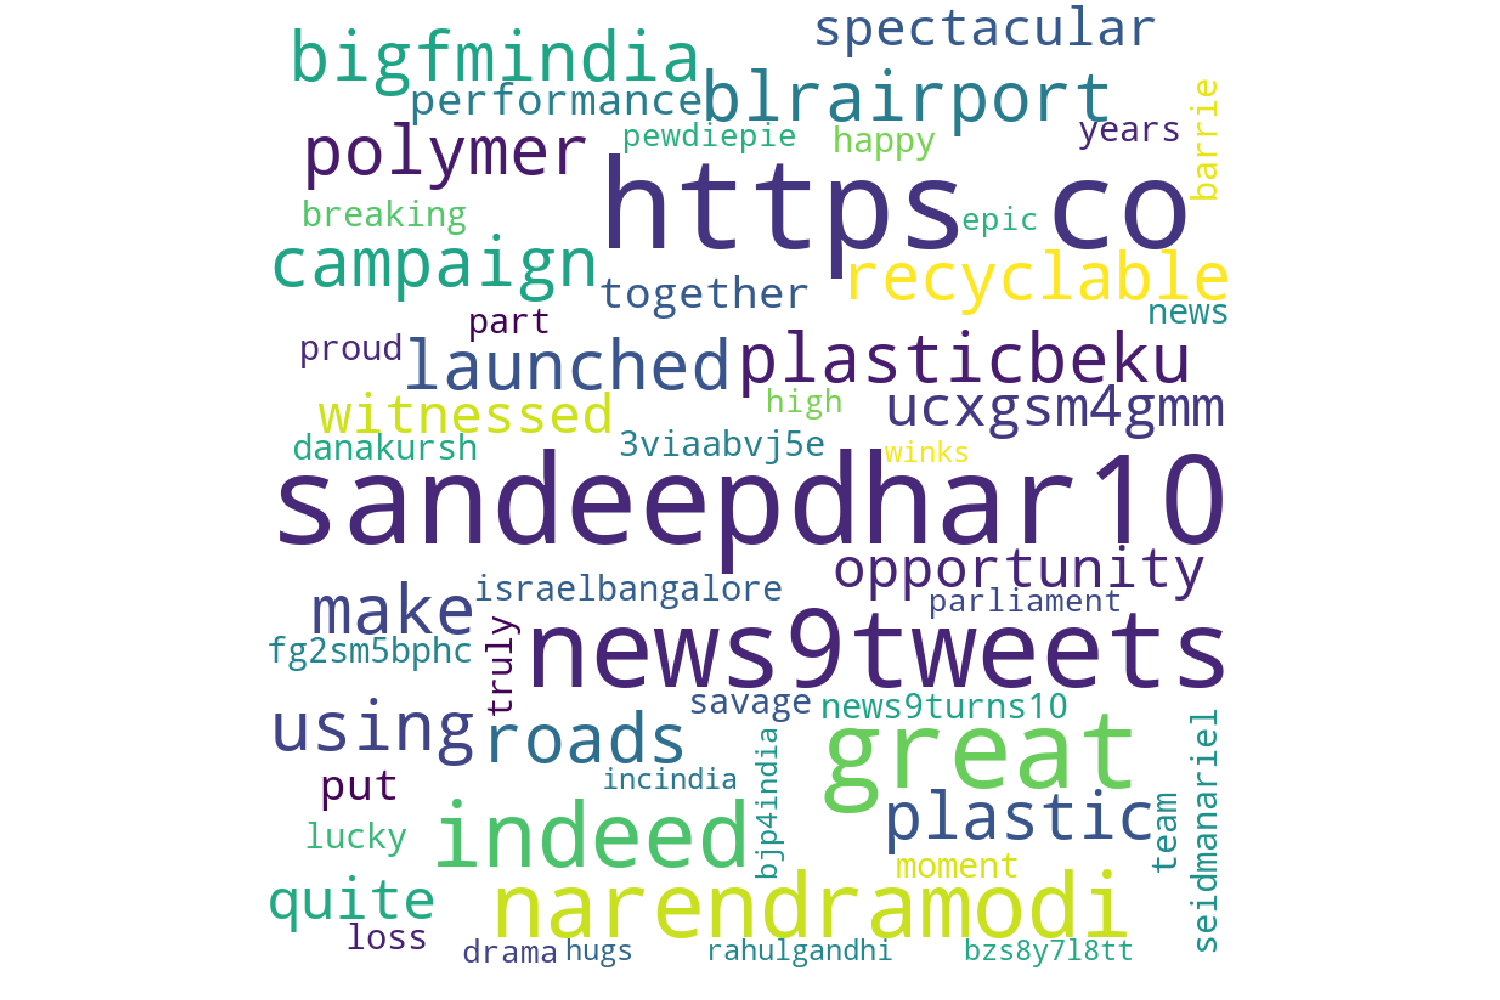 spectacular
bigfmindia
performance
blrairport
barrie
polymer
pewdiepie
happy
years
https co
breaking
epic
campaign
together
recyclable
news
part
proud
launched
plasticbeku
witnessed
high
ucxgsm4gmm
danakursh
3viaabvj5e
winks
sandeepdhar10
opportunity
make
israelbangalore
parliament
fg2sm5bphc
truly
news9tweets
using
roads
savage
news9turns10
great
seidmanariel
put
incindia
bjp4india
plastic
team
lucky
indeed
moment
quite
narendramodi
loss
drama
hugs
rahulgandhi
bzs8y7l8tt